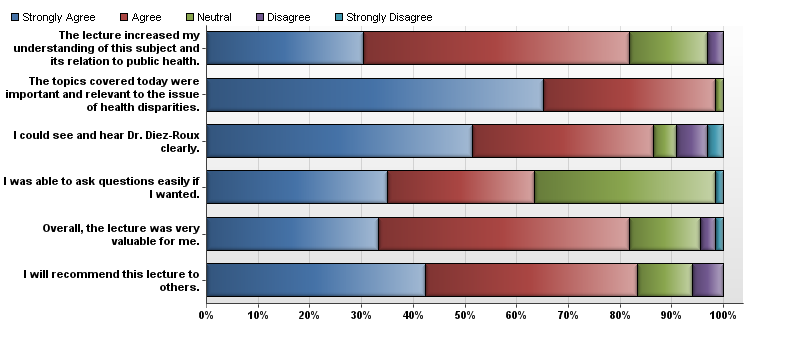 Strongly Agree Agree Neutral Disagree Strongly Disagree
The lecture increased my
understanding of this subject and
its relation to public health.
The topics covered today were
important and relevant to the issue
of health disparities.
I could see and hear Dr. Diez-Roux
clearly.
I was able to ask questions easily if
I wanted.
Overall, the lecture was very
valuable for me.
I will recommend this lecture to
others.
0% 10% 20% 30% 40% 50% 60% 70% 80% 90% 100%